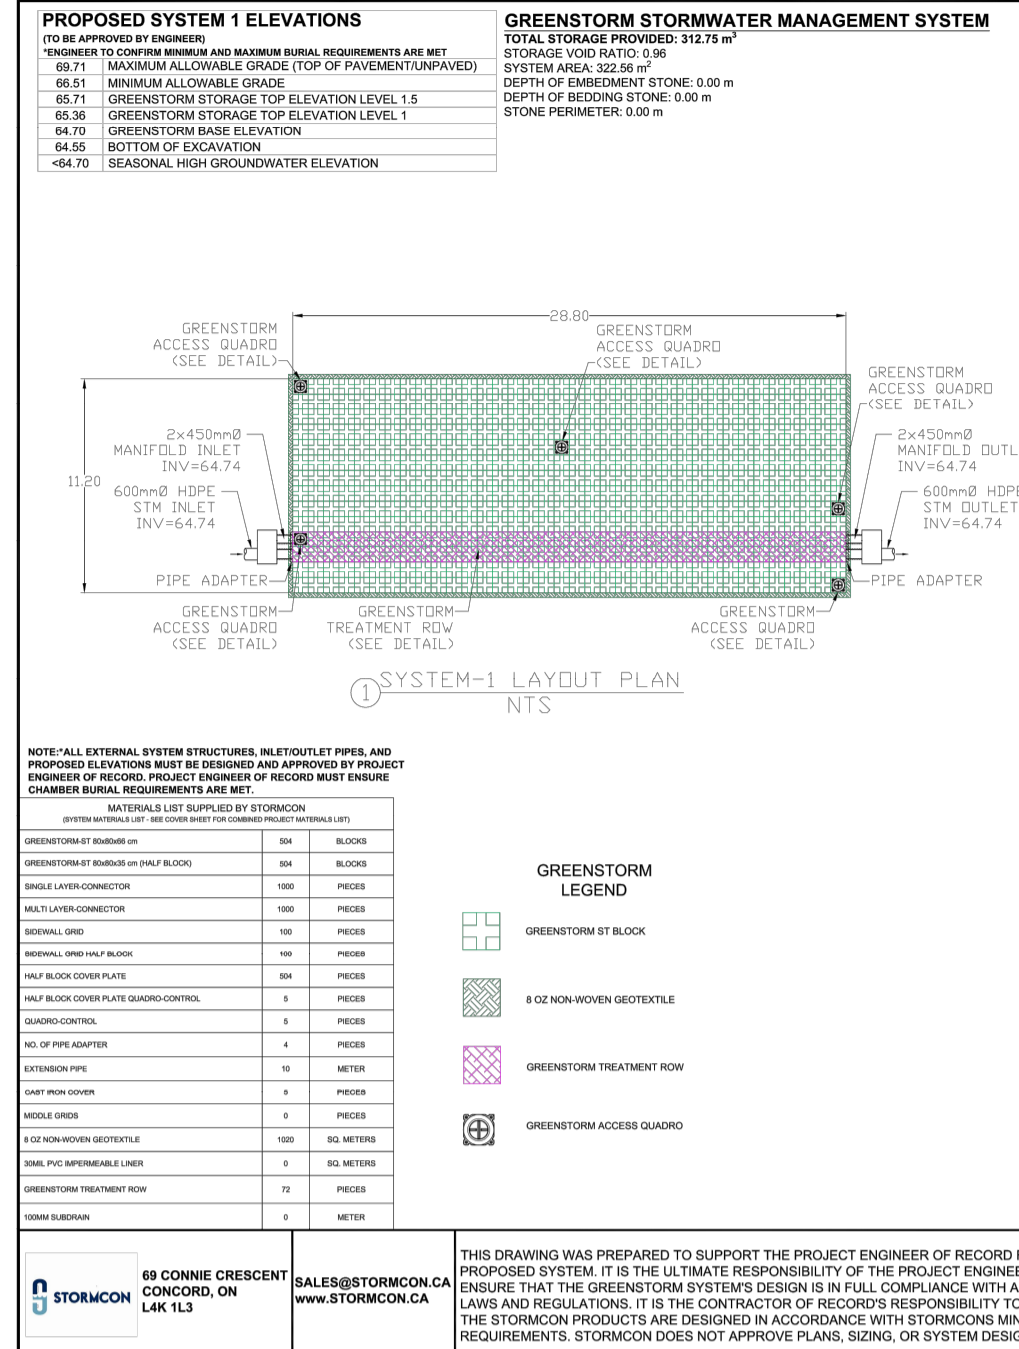 PROPOSED SYSTEM 1 ELEVATIONS
(TO BE APPROVED BY ENGINEER)
*ENGINEER TO CONFIRM MINIMUM AND MAXIMUM BURIAL REQUIREMENTS ARE MET
69.71 MAXIMUM ALLOWABLE GRADE (TOP OF PAVEMENT/UNPAVED)
66.51 MINIMUM ALLOWABLE GRADE
65.71 GREENSTORM STORAGE TOP ELEVATION LEVEL 1.5
65.36 GREENSTORM STORAGE TOP ELEVATION LEVEL 1
64.70 GREENSTORM BASE ELEVATION
64.55 BOTTOM OF EXCAVATION
<64.70 SEASONAL HIGH GROUNDWATER ELEVATION
GREENSTORM STORMWATER MANAGEMENT SYSTEM
TOTAL STORAGE PROVIDED: 312.75 m³
STORAGE VOID RATIO: 0.96
SYSTEM AREA: 322.56 m²
DEPTH OF EMBEDMENT STONE: 0.00 m
DEPTH OF BEDDING STONE: 0.00 m
STONE PERIMETER: 0.00 m
28.80
GREENSTORM
ACCESS QUADRO
(SEE DETAIL)
GREENSTORM
ACCESS QUADRO
(SEE DETAIL)
GREENSTORM
ACCESS QUADRO
(SEE DETAIL)
2x450mmØ
MANIFOLD INLET
INV=64.74
11.20
600mmØ HDPE
STM INLET
INV=64.74
2x450mmØ
MANIFOLD OUTL
INV=64.74
600mmØ HDPE
STM OUTLET
INV=64.74
PIPE ADAPTER
PIPE ADAPTER
GREENSTORM
ACCESS QUADRO
(SEE DETAIL)
GREENSTORM
TREATMENT ROW
(SEE DETAIL)
GREENSTORM
ACCESS QUADRO
(SEE DETAIL)
1 SYSTEM-1 LAYOUT PLAN
NTS
NOTE:*ALL EXTERNAL SYSTEM STRUCTURES, INLET/OUTLET PIPES, AND
PROPOSED ELEVATIONS MUST BE DESIGNED AND APPROVED BY PROJECT
ENGINEER OF RECORD. PROJECT ENGINEER OF RECORD MUST ENSURE
CHAMBER BURIAL REQUIREMENTS ARE MET.
MATERIALS LIST SUPPLIED BY STORMCON
(SYSTEM MATERIALS LIST - SEE COVER SHEET FOR COMBINED PROJECT MATERIALS LIST)
GREENSTORM-ST 80x80x66 cm 504 BLOCKS
GREENSTORM-ST 80x80x35 cm (HALF BLOCK) 504 BLOCKS
SINGLE LAYER-CONNECTOR 1000 PIECES
MULTI LAYER-CONNECTOR 1000 PIECES
SIDEWALL GRID 100 PIECES
SIDEWALL GRID HALF BLOCK 100 PIECES
HALF BLOCK COVER PLATE 504 PIECES
HALF BLOCK COVER PLATE QUADRO-CONTROL 5 PIECES
QUADRO-CONTROL 5 PIECES
NO. OF PIPE ADAPTER 4 PIECES
EXTENSION PIPE 10 METER
CAST IRON COVER 5 PIECES
MIDDLE GRIDS 0 PIECES
8 OZ NON-WOVEN GEOTEXTILE 1020 SQ. METERS
30MIL PVC IMPERMEABLE LINER 0 SQ. METERS
GREENSTORM TREATMENT ROW 72 PIECES
100MM SUBDRAIN 0 METER
GREENSTORM
LEGEND
GREENSTORM ST BLOCK
8 OZ NON-WOVEN GEOTEXTILE
GREENSTORM TREATMENT ROW
GREENSTORM ACCESS QUADRO
STORMCON
69 CONNIE CRESCENT
CONCORD, ON
L4K 1L3
SALES@STORMCON.CA
www.STORMCON.CA
THIS DRAWING WAS PREPARED TO SUPPORT THE PROJECT ENGINEER OF RECORD
PROPOSED SYSTEM. IT IS THE ULTIMATE RESPONSIBILITY OF THE PROJECT ENGINEE
ENSURE THAT THE GREENSTORM SYSTEM'S DESIGN IS IN FULL COMPLIANCE WITH A
LAWS AND REGULATIONS. IT IS THE CONTRACTOR OF RECORD'S RESPONSIBILITY TO
THE STORMCON PRODUCTS ARE DESIGNED IN ACCORDANCE WITH STORMCONS MIN
REQUIREMENTS. STORMCON DOES NOT APPROVE PLANS, SIZING, OR SYSTEM DESIG